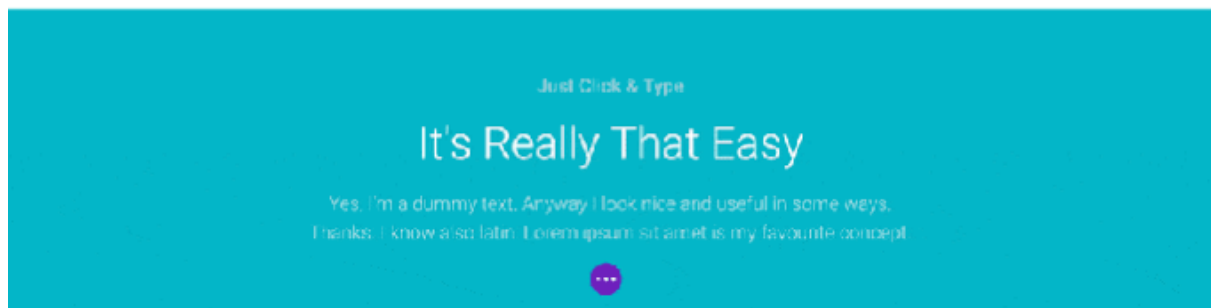 Just Click & Type
It's Really That Easy
Yes, I'm a dummy text. Anyway I look nice and useful in some ways.
Thanks. I know also latin. Lorem ipsum sit amet is my favourite concept.